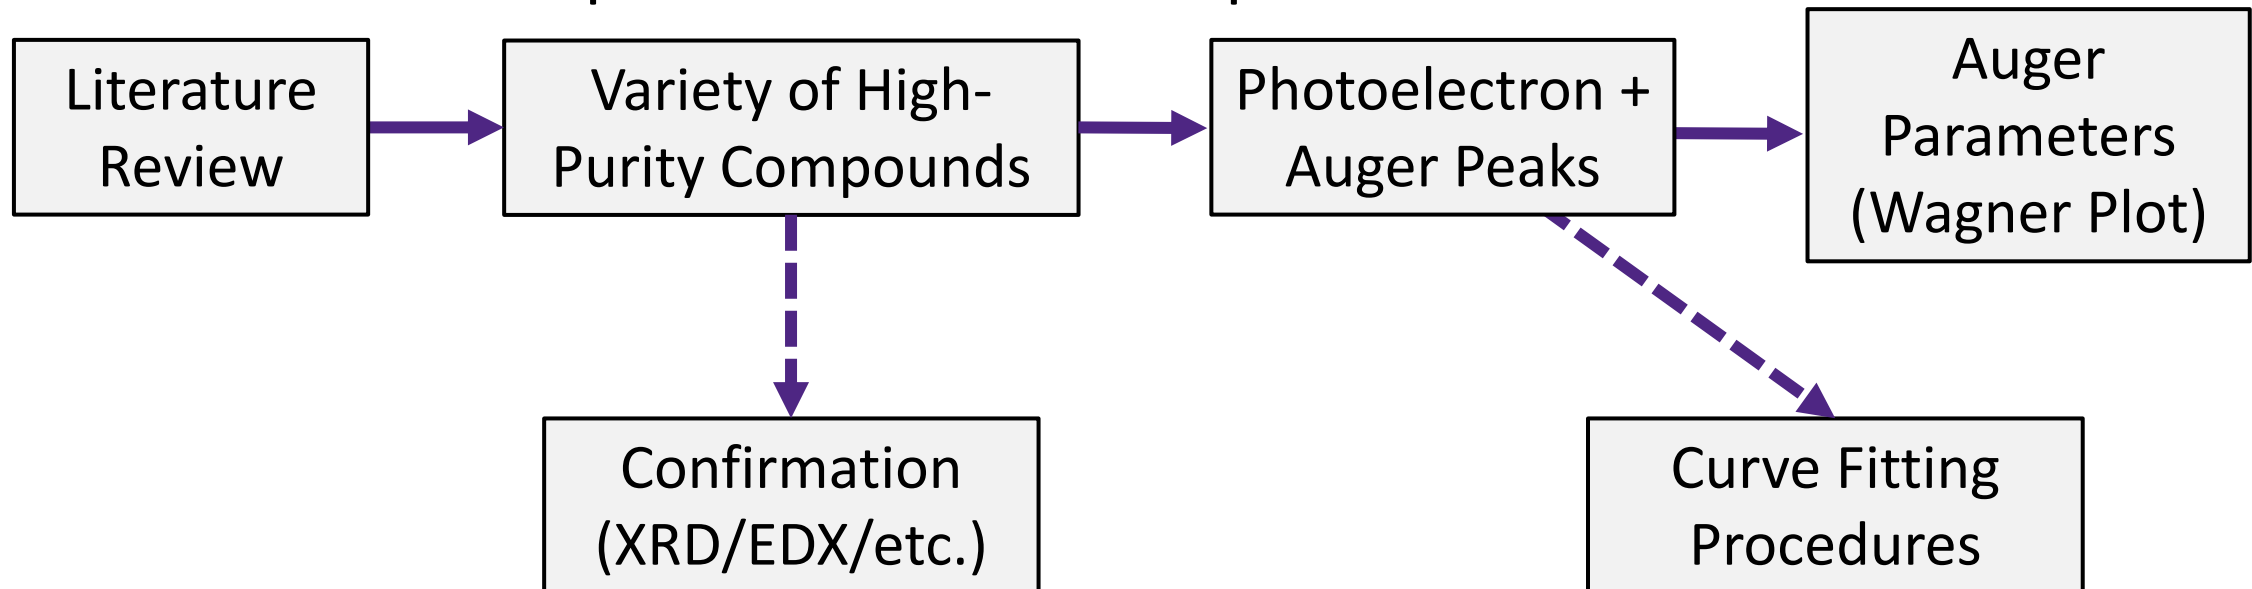 Literature
Review
Variety of High-
Purity Compounds
Photoelectron +
Auger Peaks
Auger
Parameters
(Wagner Plot)
Confirmation
(XRD/EDX/etc.)
Curve Fitting
Procedures